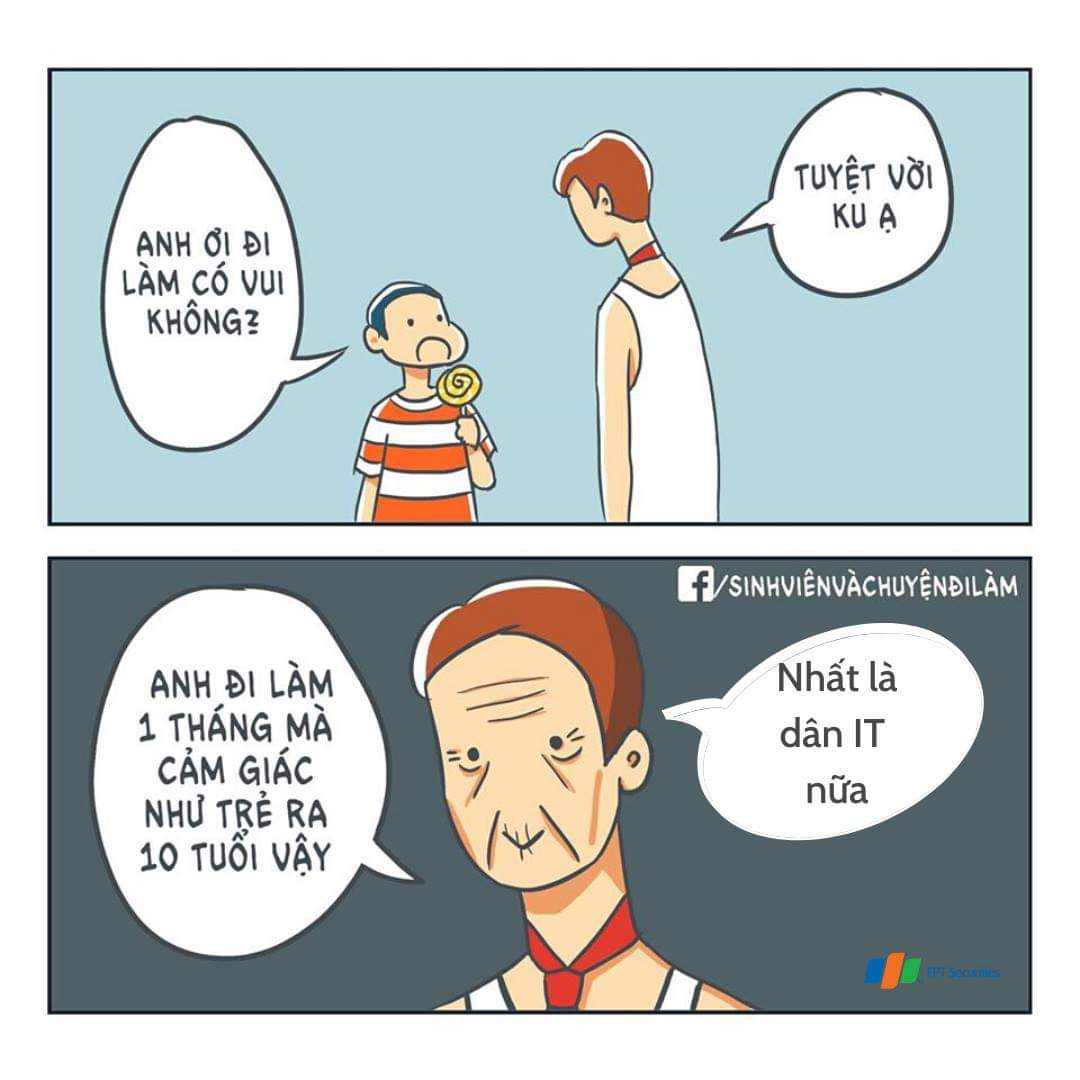 ANH ƠI ĐI
LÀM CÓ VUI
KHÔNG?
TUYỆT VỜI
KU Ạ
f/SINHVIÊNVÀCHUYỆNĐILÀM
ANH ĐI LÀM
1 THÁNG MÀ
CẢM GIÁC
NHƯ TRẺ RA
10 TUỔI VẬY
Nhất là
dân IT
nữa
FPT Securities